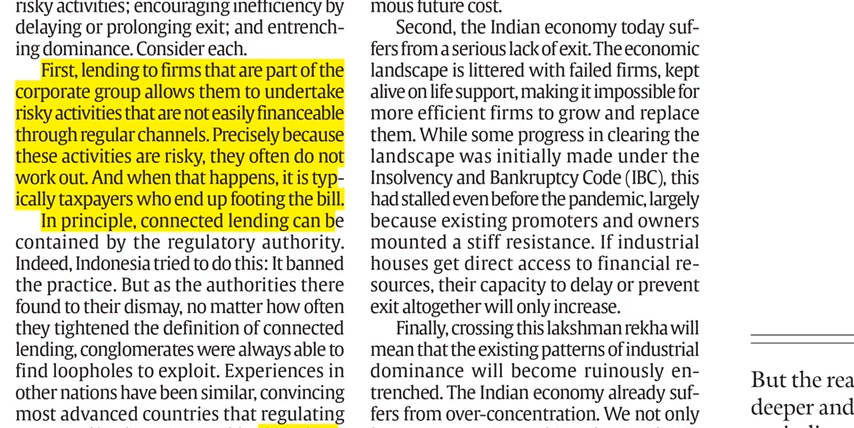 risky activities; encouraging inefficiency by
delaying or prolonging exit; and entrench-
ing dominance. Consider each.
First, lending to firms that are part of the
corporate group allows them to undertake
risky activities that are not easily financeable
through regular channels. Precisely because
these activities are risky, they often do not
work out. And when that happens, it is typ-
ically taxpayers who end up footing the bill.
In principle, connected lending can be
contained by the regulatory authority.
Indeed, Indonesia tried to do this: It banned
the practice. But as the authorities there
found to their dismay, no matter how often
they tightened the definition of connected
lending, conglomerates were always able to
find loopholes to exploit. Experiences in
other nations have been similar, convincing
most advanced countries that regulating
mous future cost.
Second, the Indian economy today suf-
fers from a serious lack of exit. The economic
landscape is littered with failed firms, kept
alive on life support, making it impossible for
more efficient firms to grow and replace
them. While some progress in clearing the
landscape was initially made under the
Insolvency and Bankruptcy Code (IBC), this
had stalled even before the pandemic, largely
because existing promoters and owners
mounted a stiff resistance. If industrial
houses get direct access to financial re-
sources, their capacity to delay or prevent
exit altogether will only increase.
Finally, crossing this lakshman rekha will
mean that the existing patterns of industrial
dominance will become ruinously en-
trenched. The Indian economy already suf-
fers from over-concentration. We not only
But the rea
deeper and